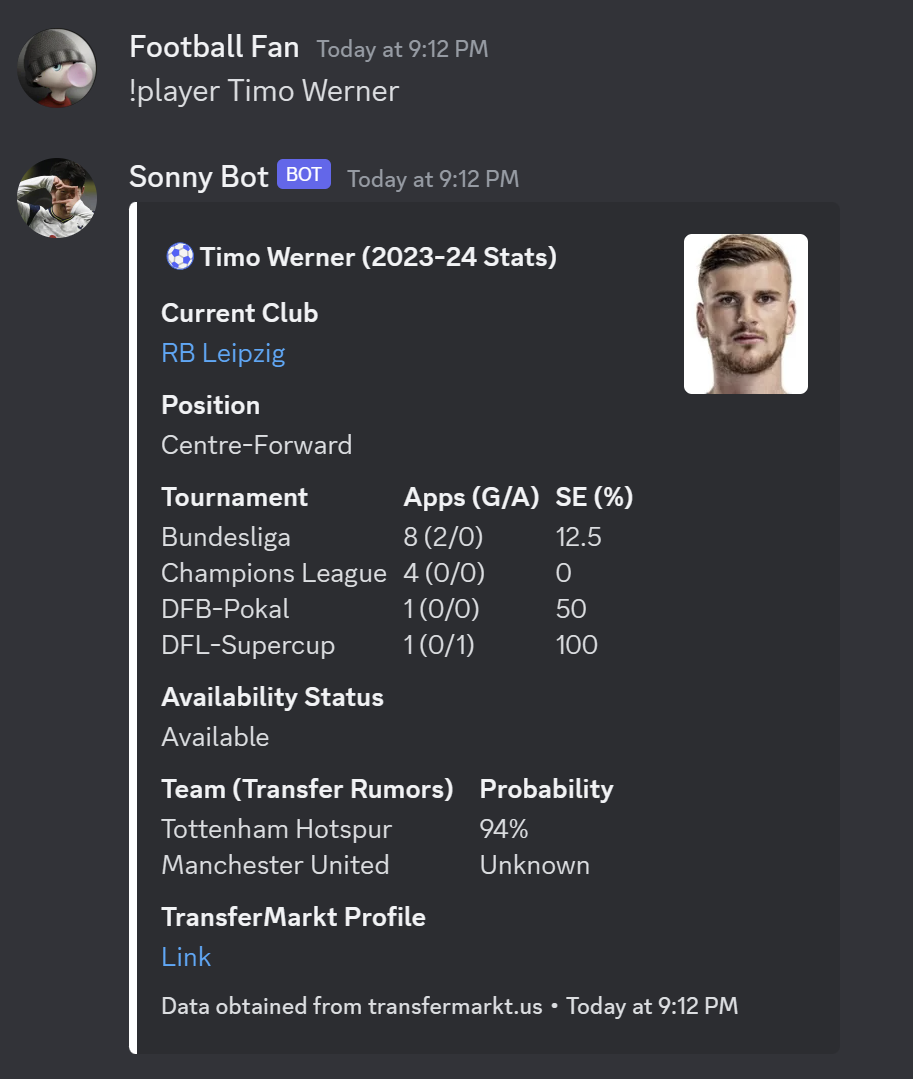 Football Fan Today at 9:12 PM
!player Timo Werner
Sonny Bot BOT Today at 9:12 PM
Timo Werner (2023-24 Stats)
Current Club
RB Leipzig
Position
Centre-Forward
Tournament Apps (G/A) SE (%)
Bundesliga 8 (2/0) 12.5
Champions League 4 (0/0) 0
DFB-Pokal 1 (0/0) 50
DFL-Supercup 1 (0/1) 100
Availability Status
Available
Team (Transfer Rumors) Probability
Tottenham Hotspur 94%
Manchester United Unknown
TransferMarkt Profile
Link
Data obtained from transfermarkt.us • Today at 9:12 PM